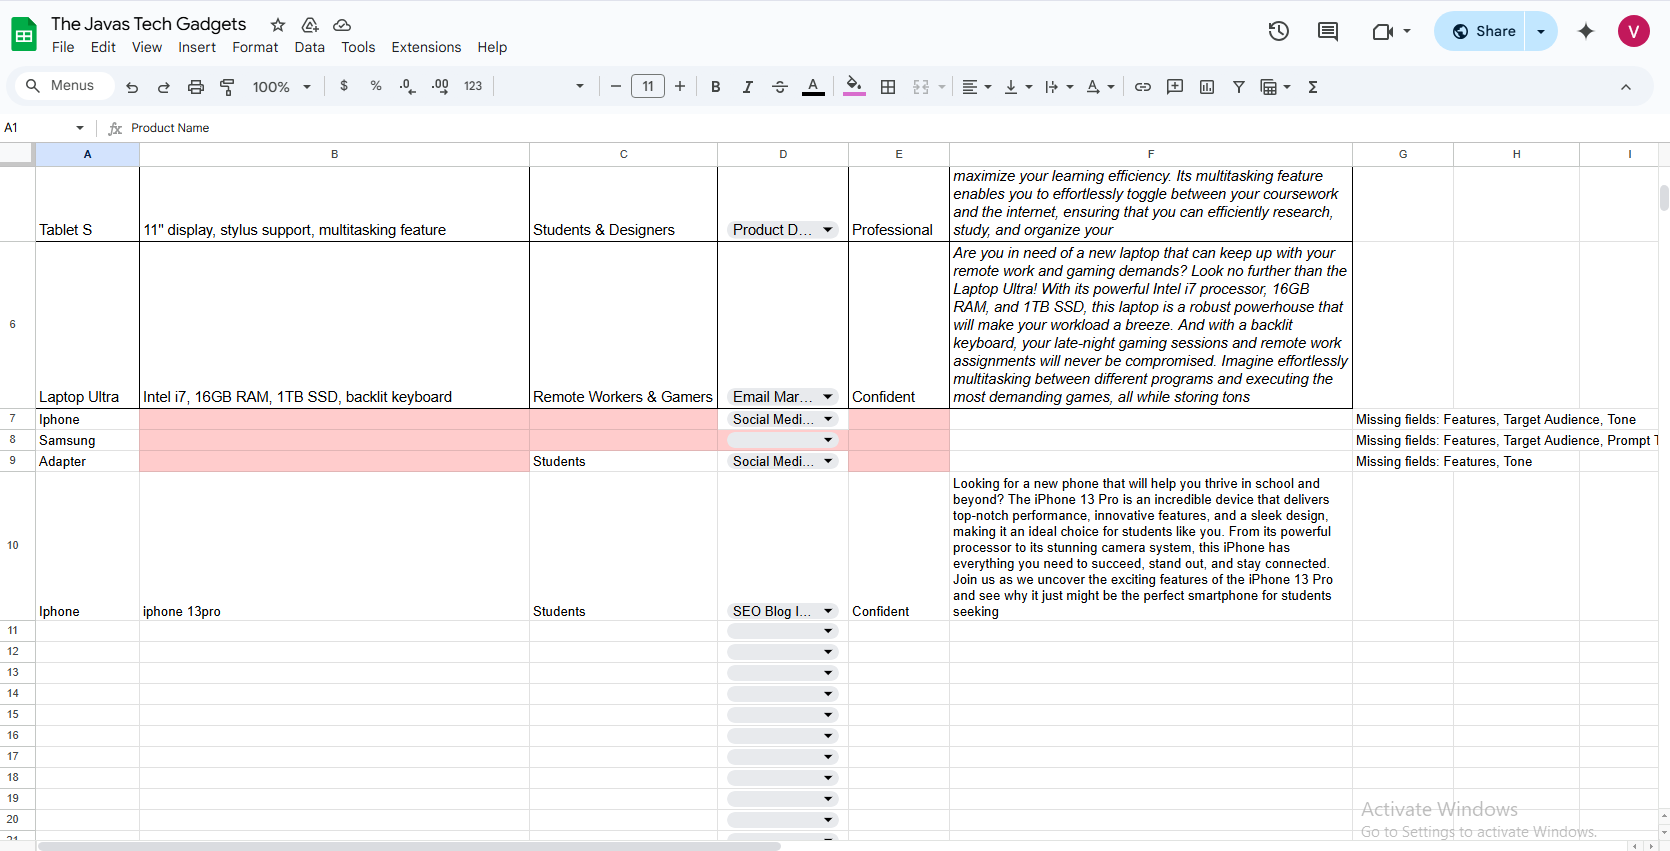 The Javas Tech Gadgets
File Edit View Insert Format Data Tools Extensions Help
Share
V
Menus
100%
$ % .0 .00 123
11
B I A
A1
Product Name
A B C D E F G H I
maximize your learning efficiency. Its multitasking feature
enables you to effortlessly toggle between your coursework
and the internet, ensuring that you can efficiently research,
Tablet S 11" display, stylus support, multitasking feature Students & Designers Product D... Professional study, and organize your
Are you in need of a new laptop that can keep up with your
remote work and gaming demands? Look no further than the
Laptop Ultra! With its powerful Intel i7 processor, 16GB
RAM, and 1TB SSD, this laptop is a robust powerhouse that
6 will make your workload a breeze. And with a backlit
keyboard, your late-night gaming sessions and remote work
assignments will never be compromised. Imagine effortlessly
multitasking between different programs and executing the
Laptop Ultra Intel i7, 16GB RAM, 1TB SSD, backlit keyboard Remote Workers & Gamers Email Mar... Confident most demanding games, all while storing tons
7 Iphone Social Medi... Missing fields: Features, Target Audience, Tone
8 Samsung Missing fields: Features, Target Audience, Prompt T
9 Adapter Students Social Medi... Missing fields: Features, Tone
Looking for a new phone that will help you thrive in school and
beyond? The iPhone 13 Pro is an incredible device that delivers
top-notch performance, innovative features, and a sleek design,
making it an ideal choice for students like you. From its powerful
10 processor to its stunning camera system, this iPhone has
everything you need to succeed, stand out, and stay connected.
Join us as we uncover the exciting features of the iPhone 13 Pro
and see why it just might be the perfect smartphone for students
Iphone iphone 13pro Students SEO Blog I... Confident seeking
11
12
13
14
15
16
17
18
19
Activate Windows
20
Go to Settings to activate Windows.
21